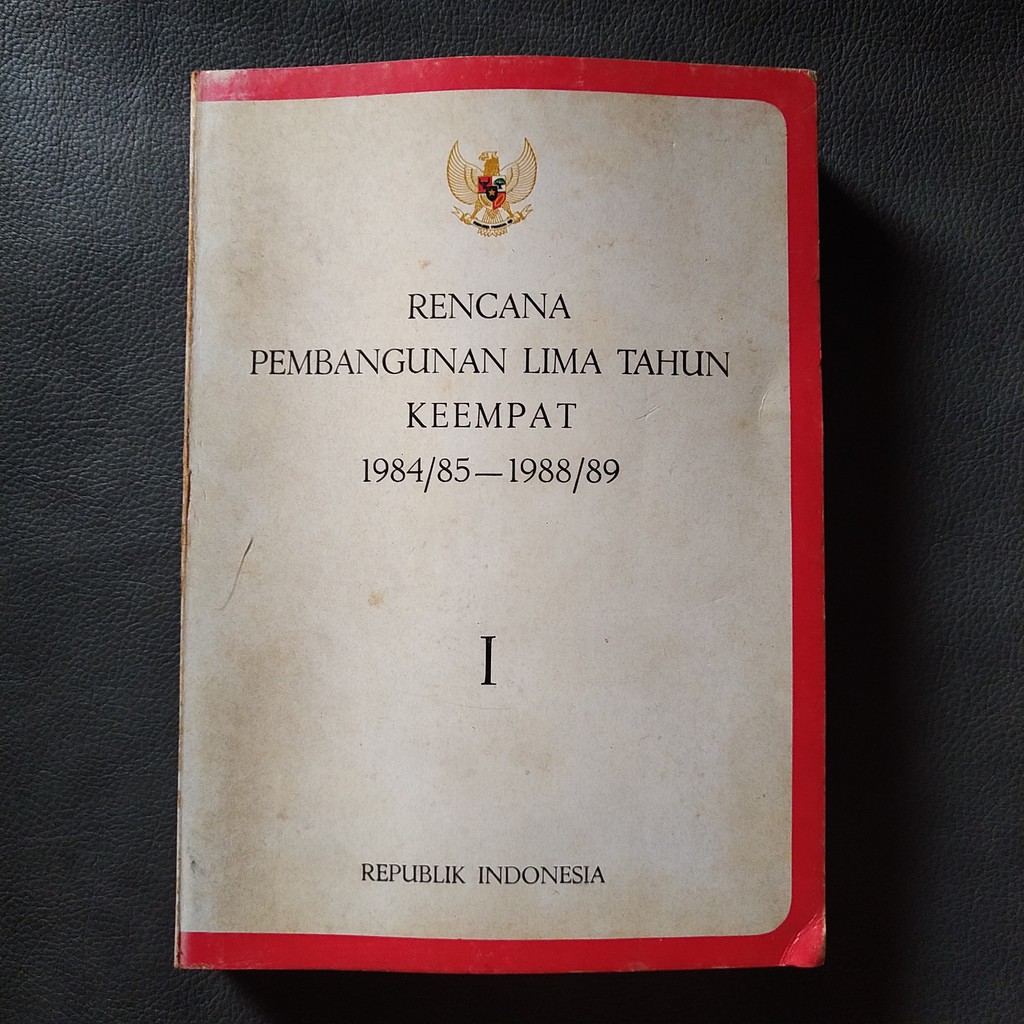 RENCANA
PEMBANGUNAN LIMA TAHUN
KEEMPAT
1984/85—1988/89
I
REPUBLIK INDONESIA